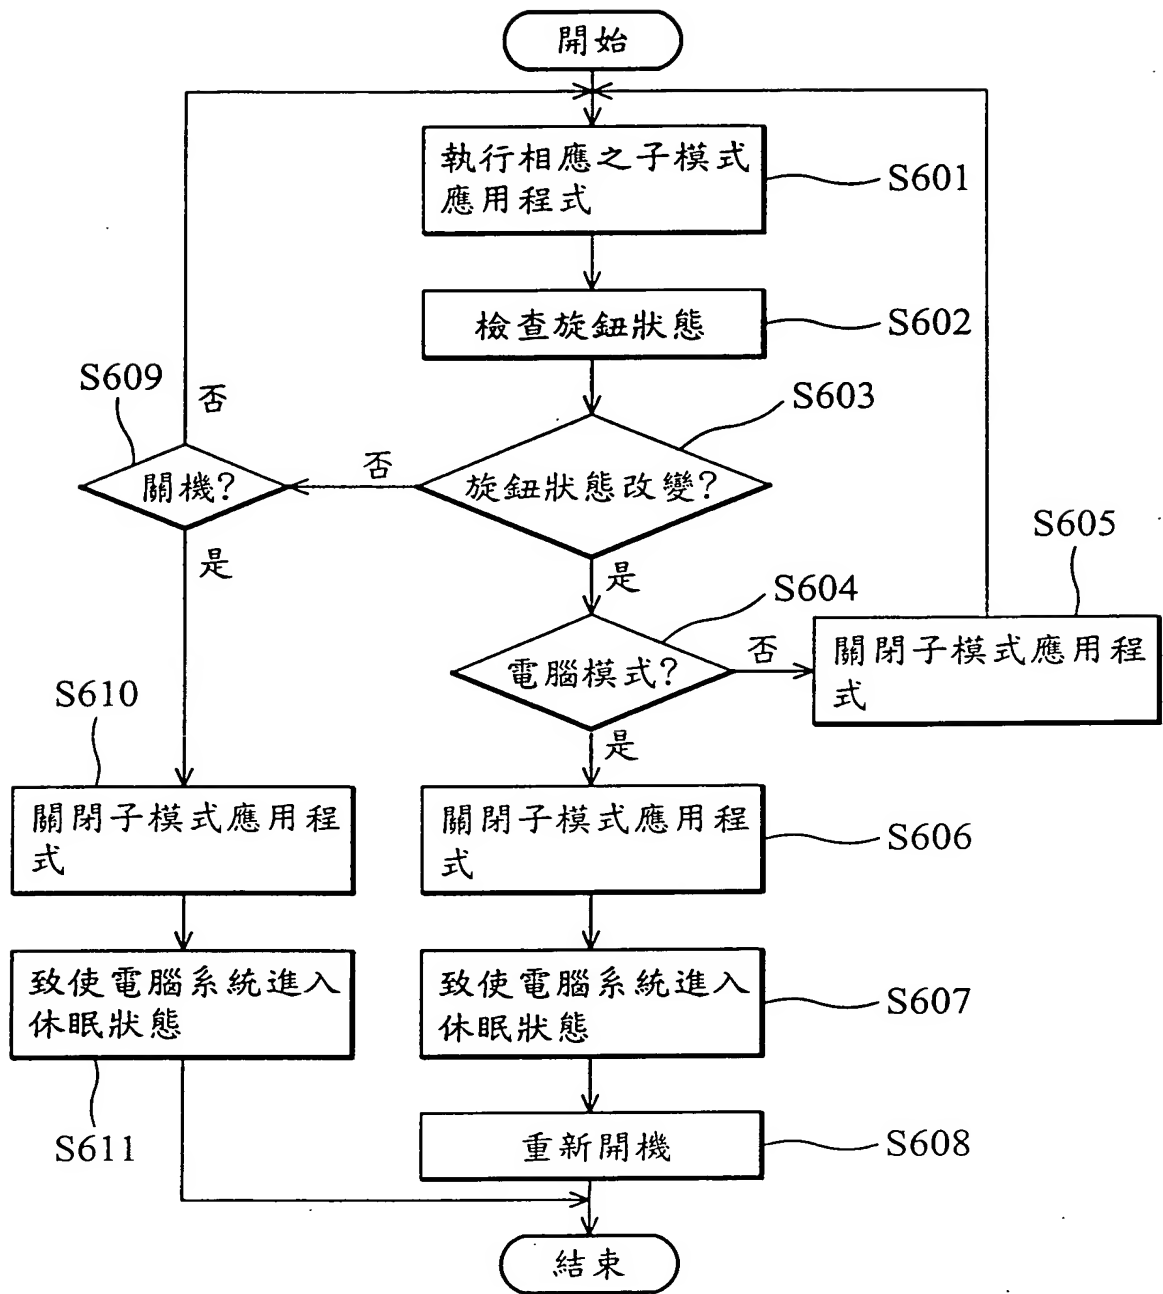 開始
執行相應之子模式
應用程式
S601
檢查旋鈕狀態
S602
S609
否
S603
關機?
否
旋鈕狀態改變?
是
是
S604
S605
電腦模式?
否
關閉子模式應用程
式
S610
是
關閉子模式應用程
式
關閉子模式應用程
式
S606
致使電腦系統進入
休眠狀態
致使電腦系統進入
休眠狀態
S607
S611
重新開機
S608
結束